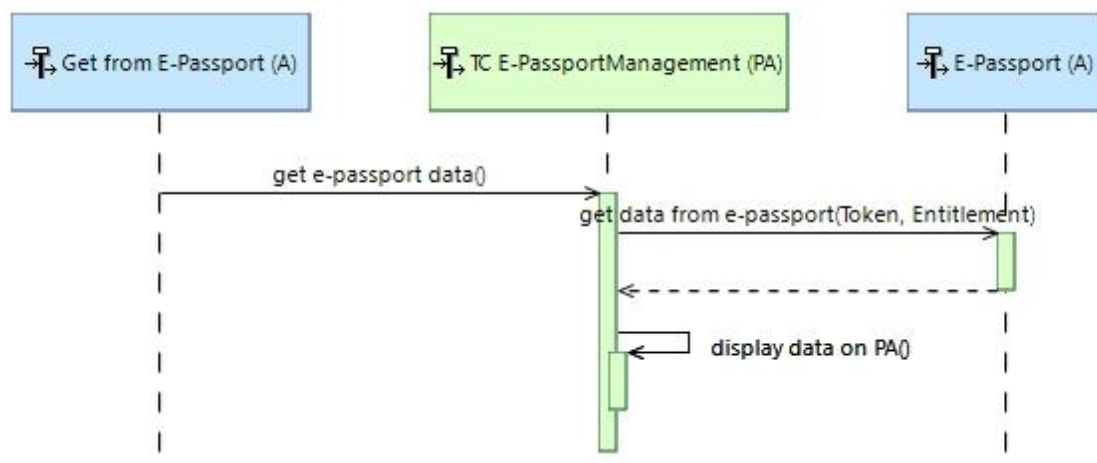 Get from E-Passport (A)
TC E-PassportManagement (PA)
E-Passport (A)
get e-passport data()
get data from e-passport(Token, Entitlement)
display data on PA()